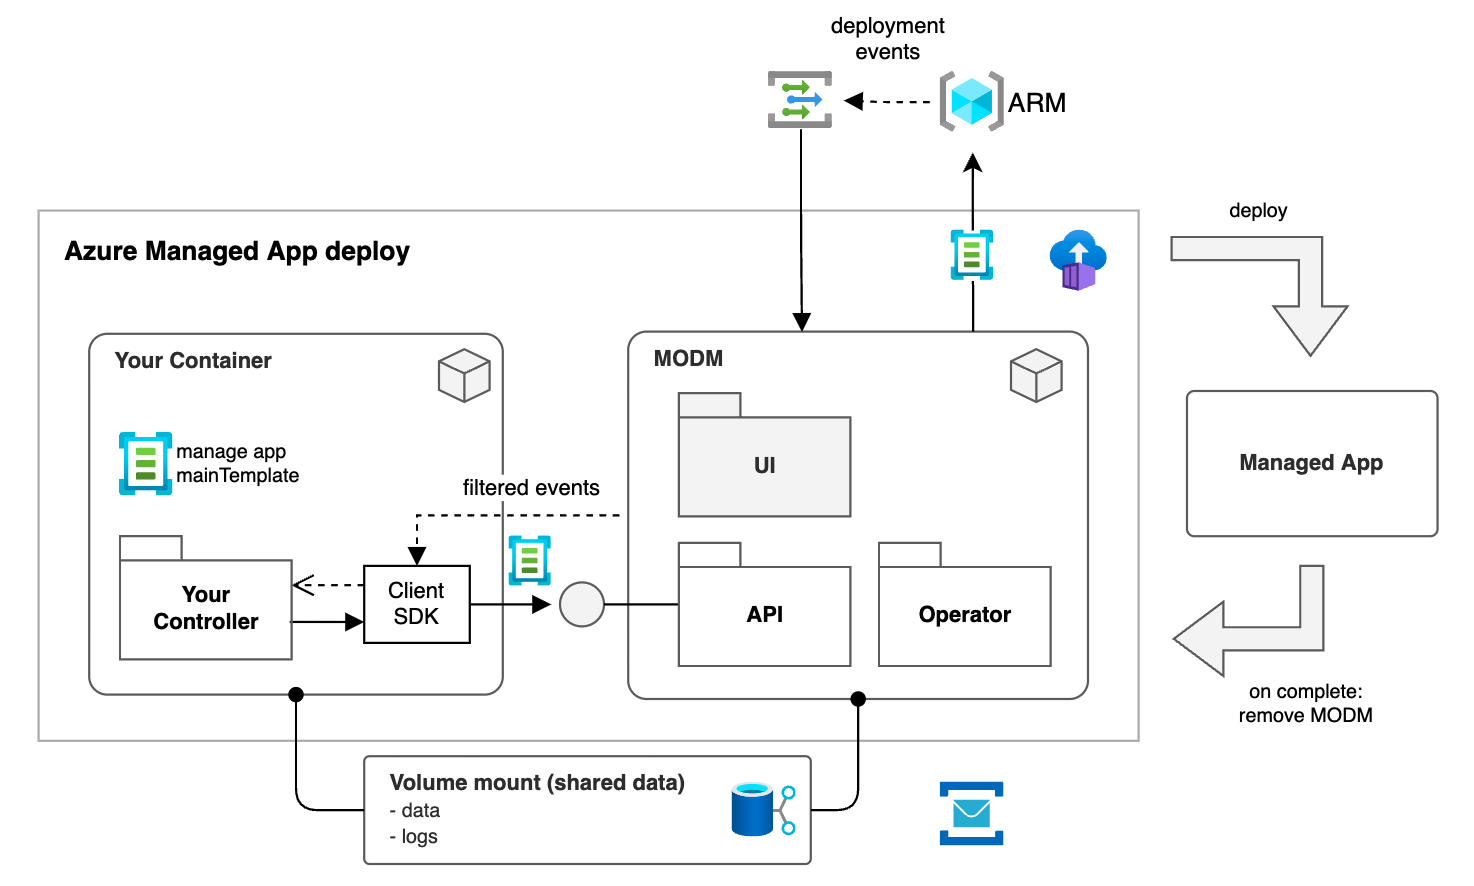 deployment
events
ARM
deploy
Azure Managed App deploy
Your Container
MODM
manage app
mainTemplate
UI
Managed App
filtered events
Client
SDK
Your
Controller
API
Operator
on complete:
remove MODM
Volume mount (shared data)
- data
- logs